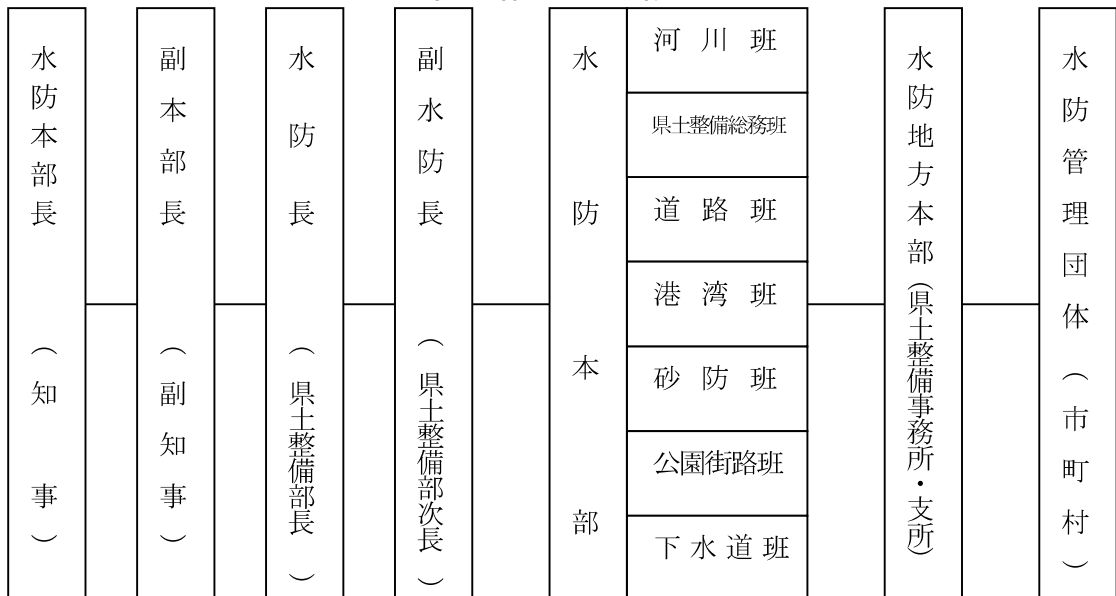 水防本部長（知事）
副本部長（副知事）
水防長（県土整備部長）
副水防長（県土整備部次長）
水防本部
河川班
県土整備総務班
道路班
港湾班
砂防班
公園街路班
下水道班
水防地方本部（県土整備事務所・支所）
水防管理団体（市町村）